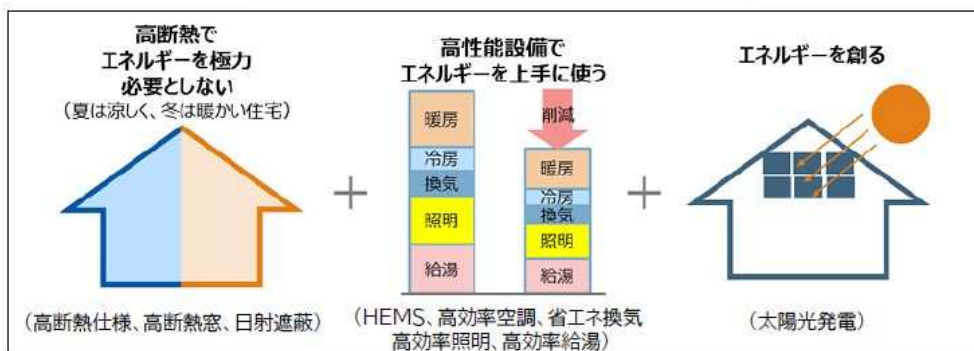 高断熱で
エネルギーを極力
必要としない
（夏は涼しく、冬は暖かい住宅）
（高断熱仕様、高断熱窓、日射遮蔽）
＋
高性能設備で
エネルギーを上手に使う
暖房
冷房
換気
照明
給湯
削減
暖房
冷房
換気
照明
給湯
（HEMS、高効率空調、省エネ換気
高効率照明、高効率給湯）
＋
エネルギーを創る
（太陽光発電）